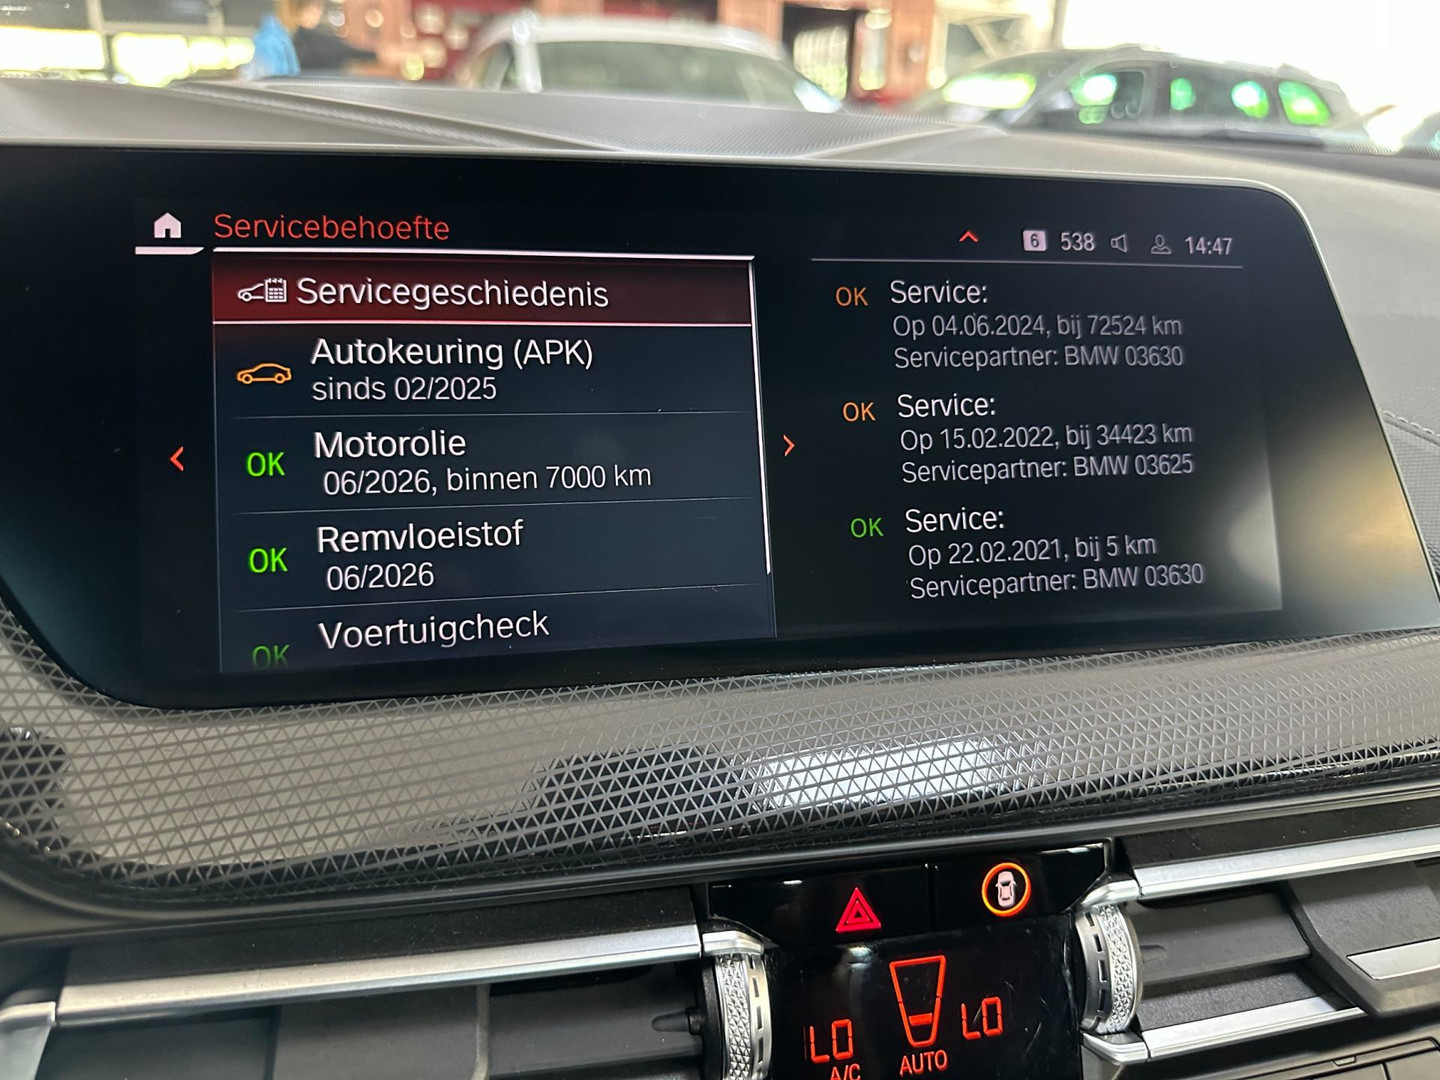 Servicebehoefte
6 538 14:47
Servicegeschiedenis
Autokeuring (APK)
sinds 02/2025
OK Motorolie
06/2026, binnen 7000 km
OK Remvloeistof
06/2026
OK Voertuigcheck
OK Service:
Op 04.06.2024, bij 72524 km
Servicepartner: BMW 03630
OK Service:
Op 15.02.2022, bij 34423 km
Servicepartner: BMW 03625
OK Service:
Op 22.02.2021, bij 5 km
Servicepartner: BMW 03630
LO LO
A/C AUTO